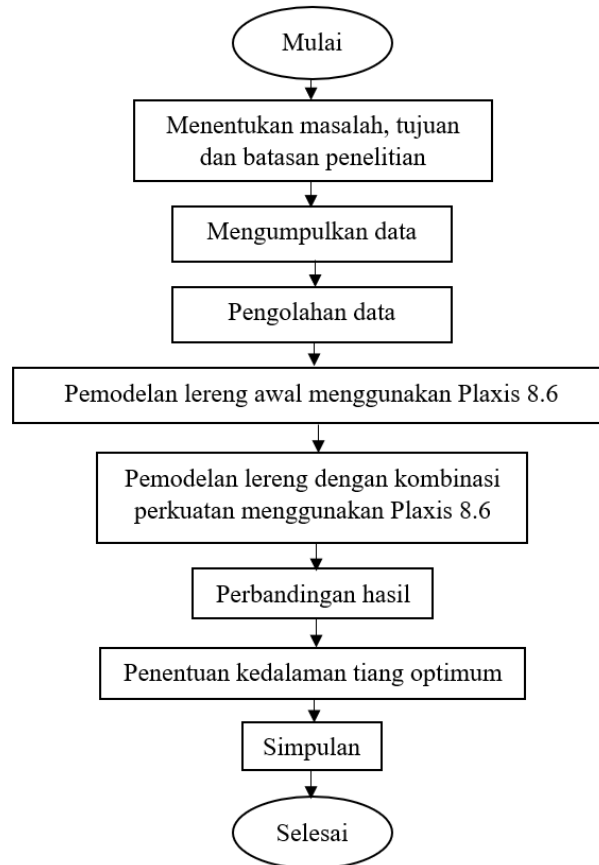 Mulai
Menentukan masalah, tujuan
dan batasan penelitian
Mengumpulkan data
Pengolahan data
Pemodelan lereng awal menggunakan Plaxis 8.6
Pemodelan lereng dengan kombinasi
perkuatan menggunakan Plaxis 8.6
Perbandingan hasil
Penentuan kedalaman tiang optimum
Simpulan
Selesai